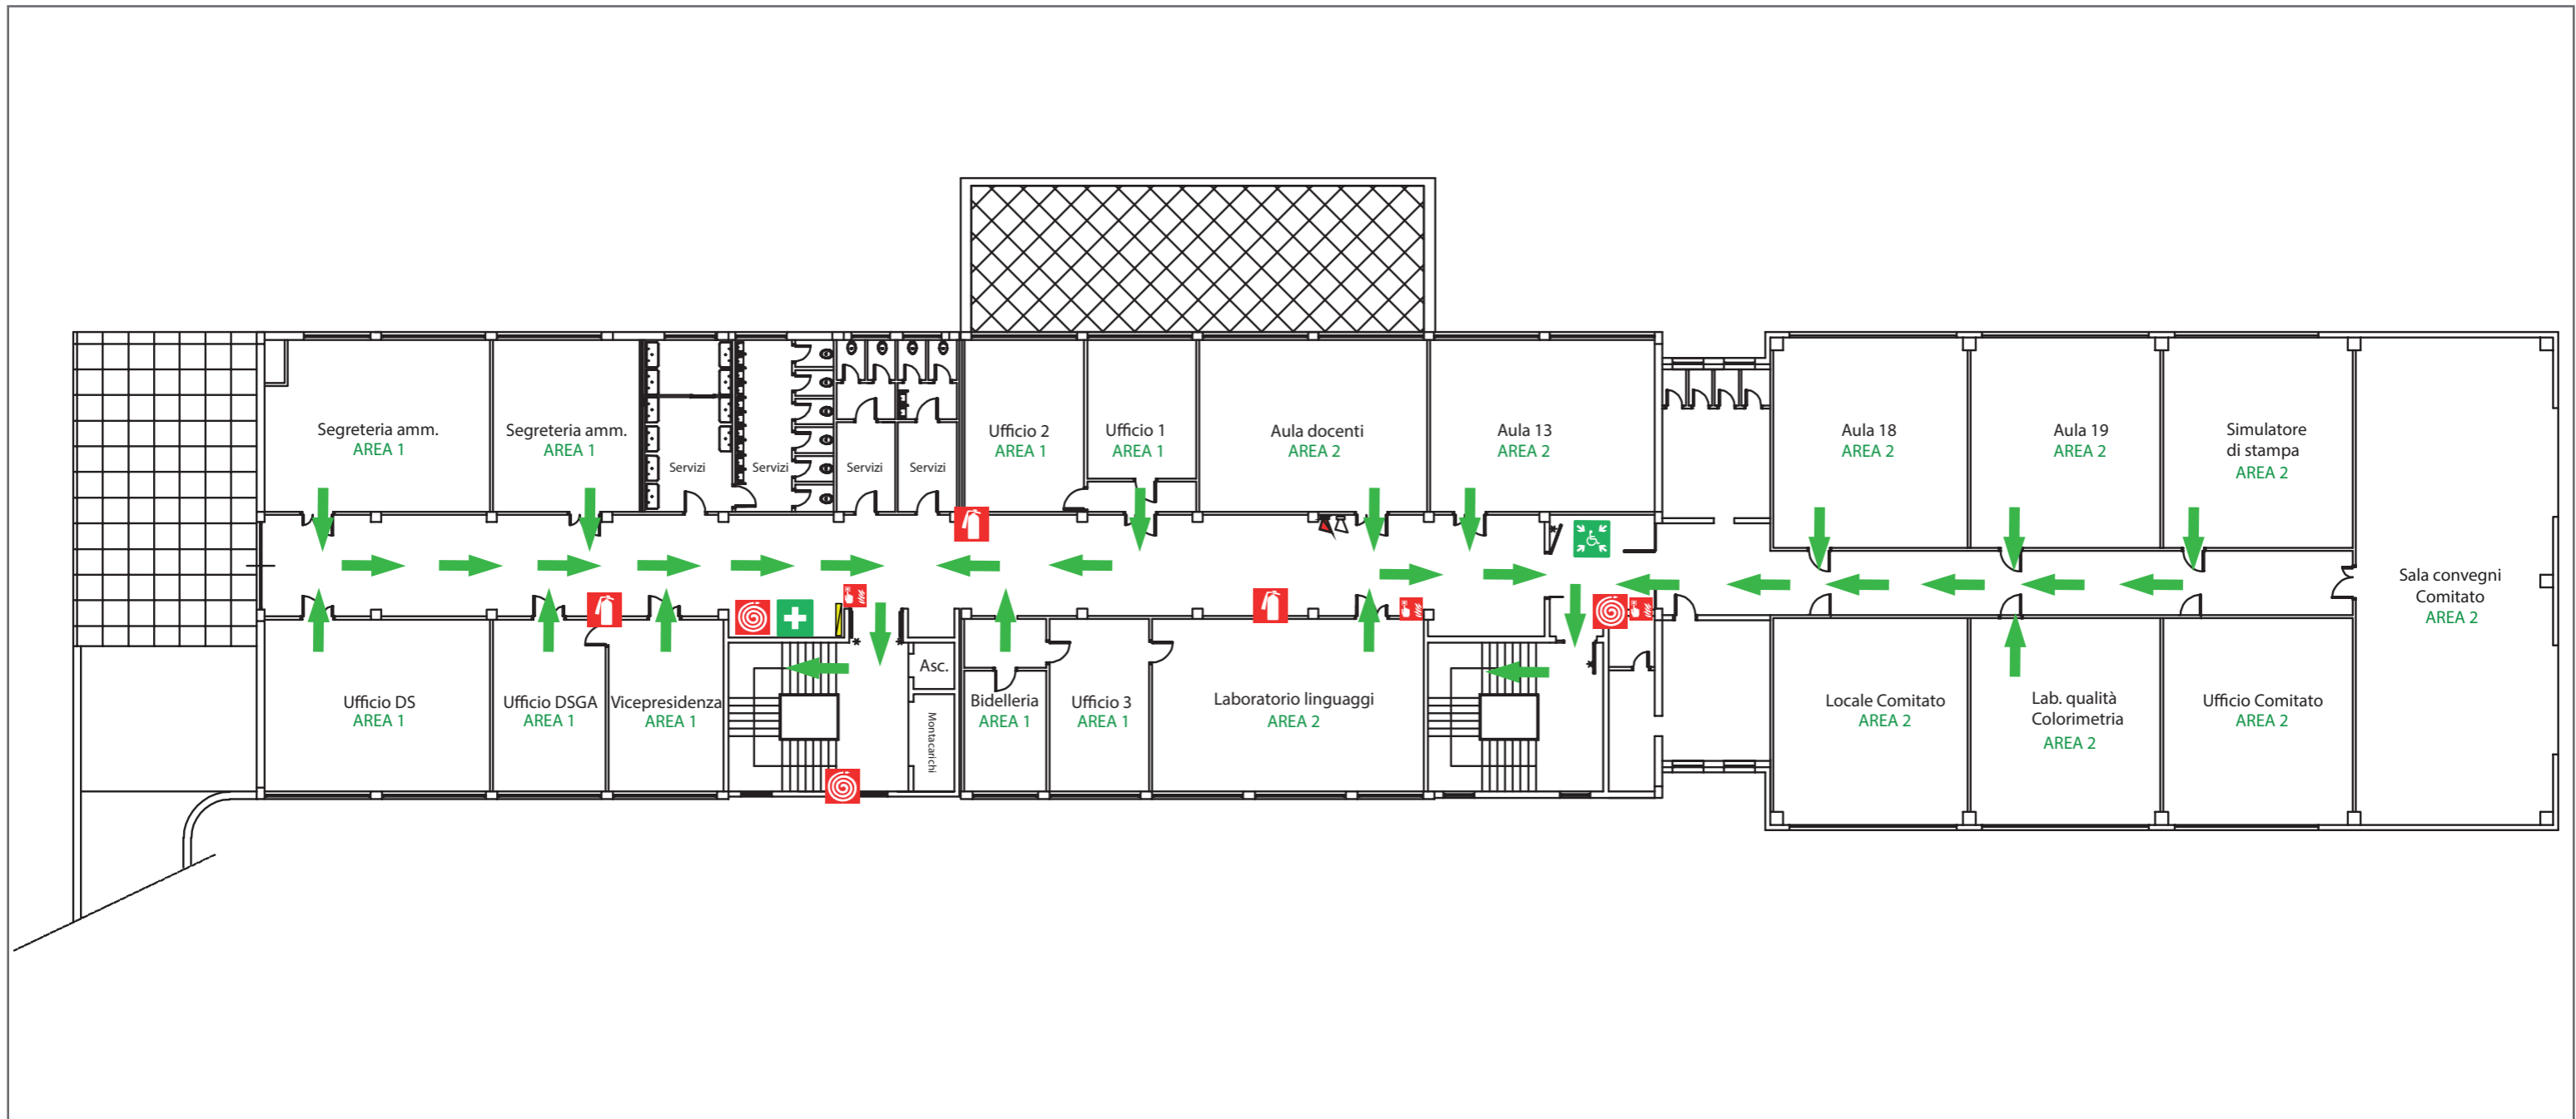 Segreteria amm.
AREA 1
Segreteria amm.
AREA 1
Servizi
Servizi
Servizi
Servizi
Ufficio 2
AREA 1
Ufficio 1
AREA 1
Aula docenti
AREA 2
Aula 13
AREA 2
Aula 18
AREA 2
Aula 19
AREA 2
Simulatore
di stampa
AREA 2
Sala convegni
Comitato
AREA 2
Ufficio DS
AREA 1
Ufficio DSGA
AREA 1
Vicepresidenza
AREA 1
Asc.
Montacarichi
Bidelleria
AREA 1
Ufficio 3
AREA 1
Laboratorio linguaggi
AREA 2
Locale Comitato
AREA 2
Lab. qualità
Colorimetria
AREA 2
Ufficio Comitato
AREA 2